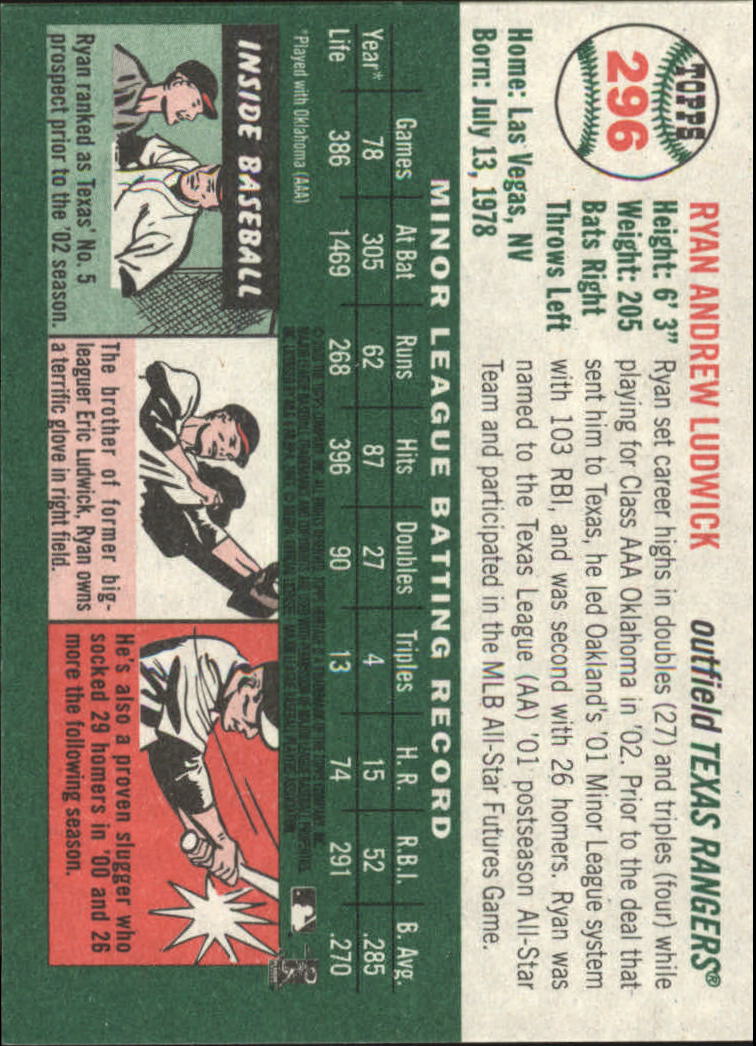 TOPPS
296
RYAN ANDREW LUDWICK
outfield TEXAS RANGERS®
Height: 6' 3"
Weight: 205
Bats Right
Throws Left
Home: Las Vegas, NV
Born: July 13, 1978
Ryan set career highs in doubles (27) and triples (four) while
playing for Class AAA Oklahoma in '02. Prior to the deal that
sent him to Texas, he led Oakland's '01 Minor League system
with 103 RBI, and was second with 26 homers. Ryan was
named to the Texas League (AA) '01 postseason All-Star
Team and participated in the MLB All-Star Futures Game.
MINOR LEAGUE BATTING RECORD
Games At Bat Runs Hits Doubles Triples H. R. R.B.I. B. Avg.
Year* 78 305 62 87 27 4 15 52 .285
Life 386 1469 268 396 90 13 74 291 .270
*Played with Oklahoma (AAA)
INSIDE BASEBALL
Ryan ranked as Texas' No. 5
prospect prior to the '02 season.
The brother of former big-
leaguer Eric Ludwick, Ryan owns
a terrific glove in right field.
He's also a proven slugger who
socked 29 homers in '00 and 26
more the following season.